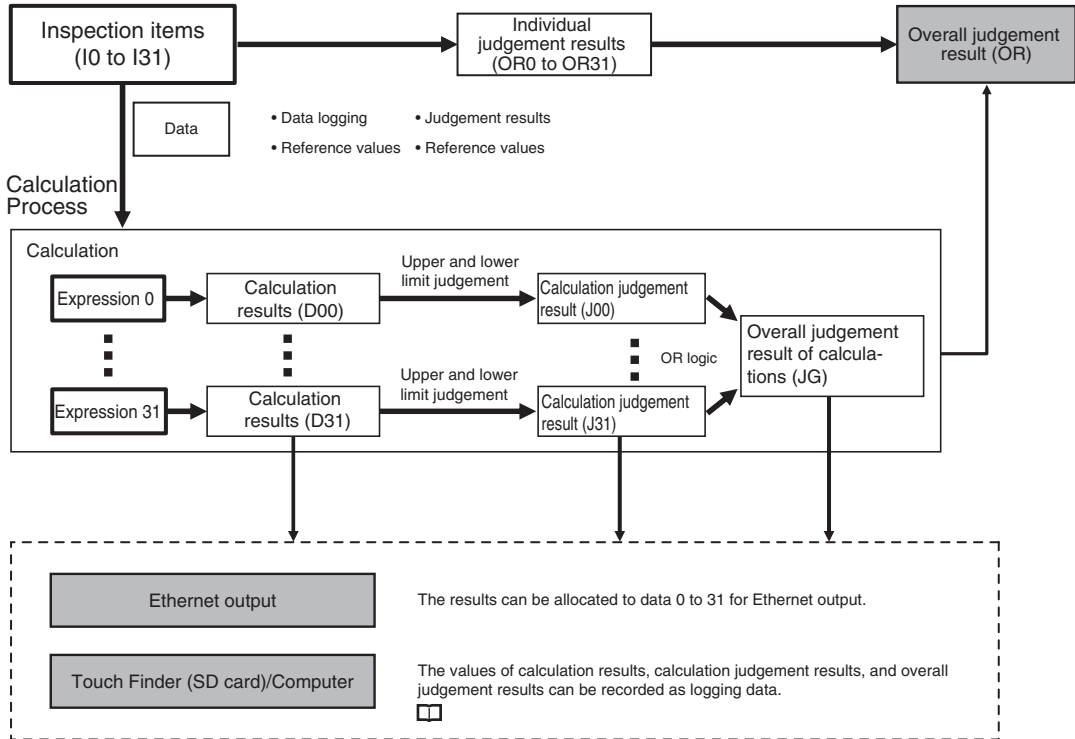 Inspection items
(I0 to I31)
Individual
judgement results
(OR0 to OR31)
Overall judgement
result (OR)
Data
• Data logging
• Judgement results
• Reference values
• Reference values
Calculation
Process
Calculation
Expression 0
Calculation
results (D00)
Upper and lower
limit judgement
Calculation judgement
result (J00)
Overall judgement
result of calcula-
tions (JG)
OR logic
Expression 31
Calculation
results (D31)
Upper and lower
limit judgement
Calculation judgement
result (J31)
Ethernet output
The results can be allocated to data 0 to 31 for Ethernet output.
Touch Finder (SD card)/Computer
The values of calculation results, calculation judgement results, and overall
judgement results can be recorded as logging data.